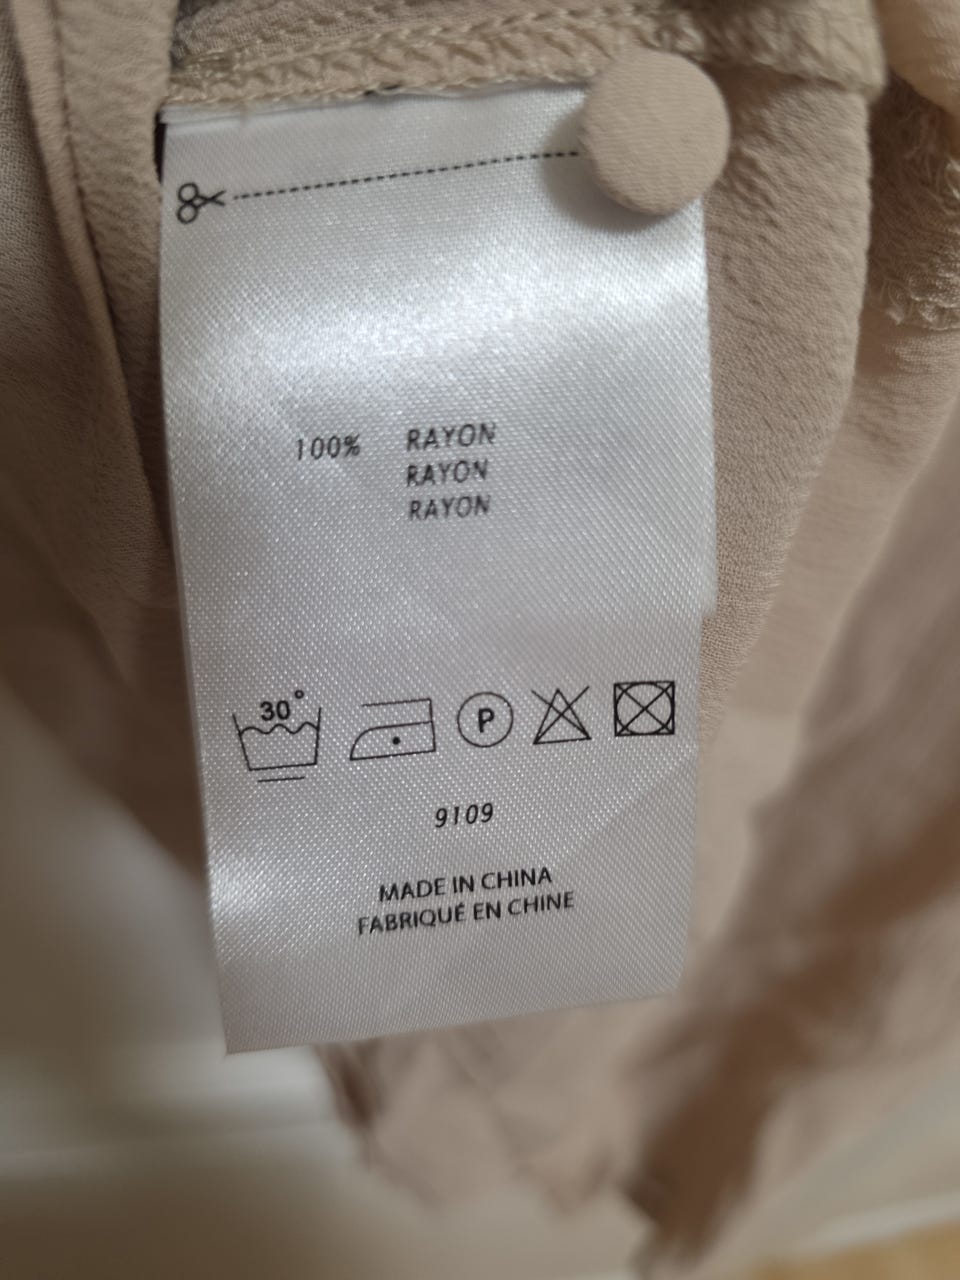 100% RAYON
RAYON
RAYON
30°
P
9109
MADE IN CHINA
FABRIQUÉ EN CHINE